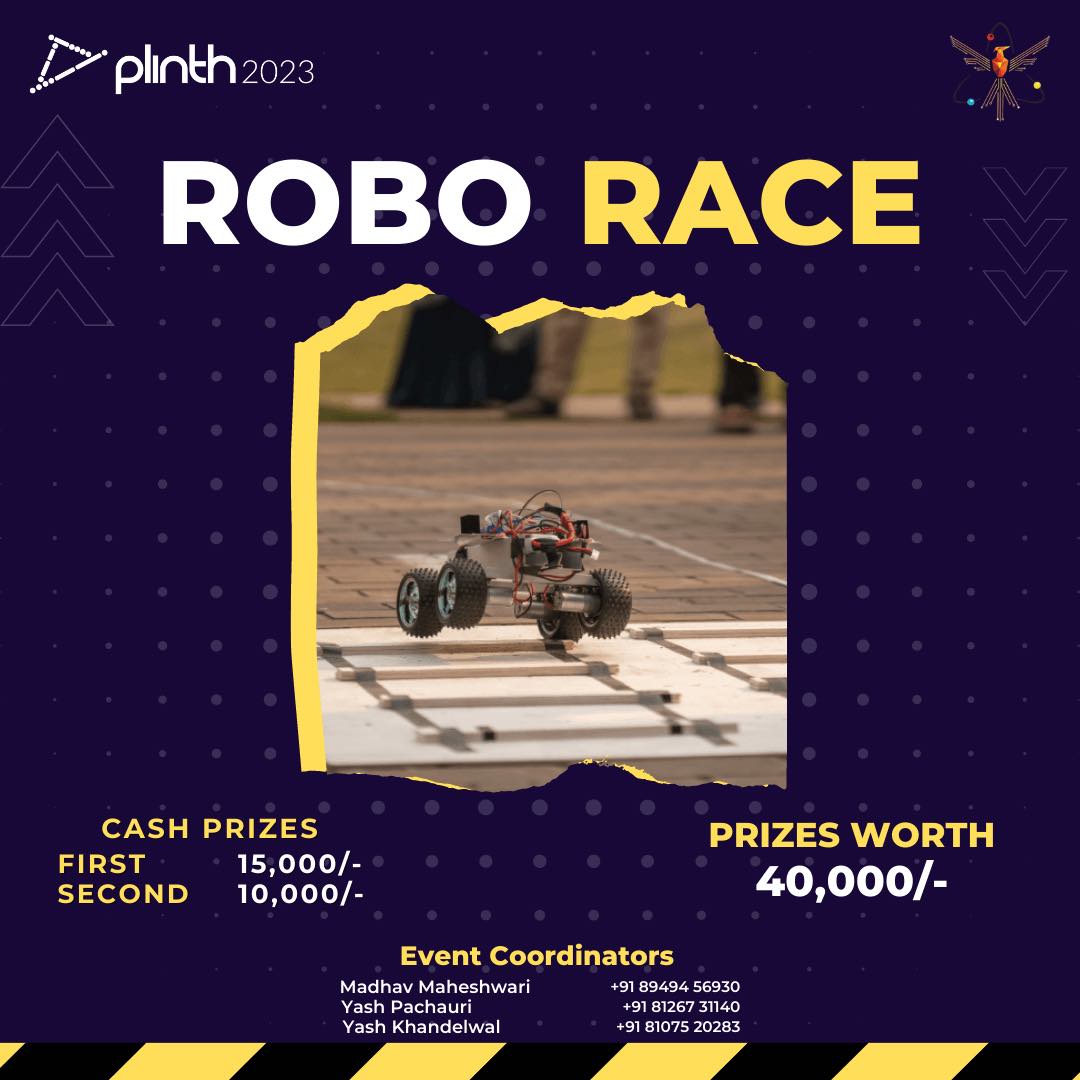 plinth 2023
ROBO RACE
CASH PRIZES
FIRST 15,000/-
SECOND 10,000/-
PRIZES WORTH
40,000/-
Event Coordinators
Madhav Maheshwari +91 89494 56930
Yash Pachauri +91 81267 31140
Yash Khandelwal +91 81075 20283